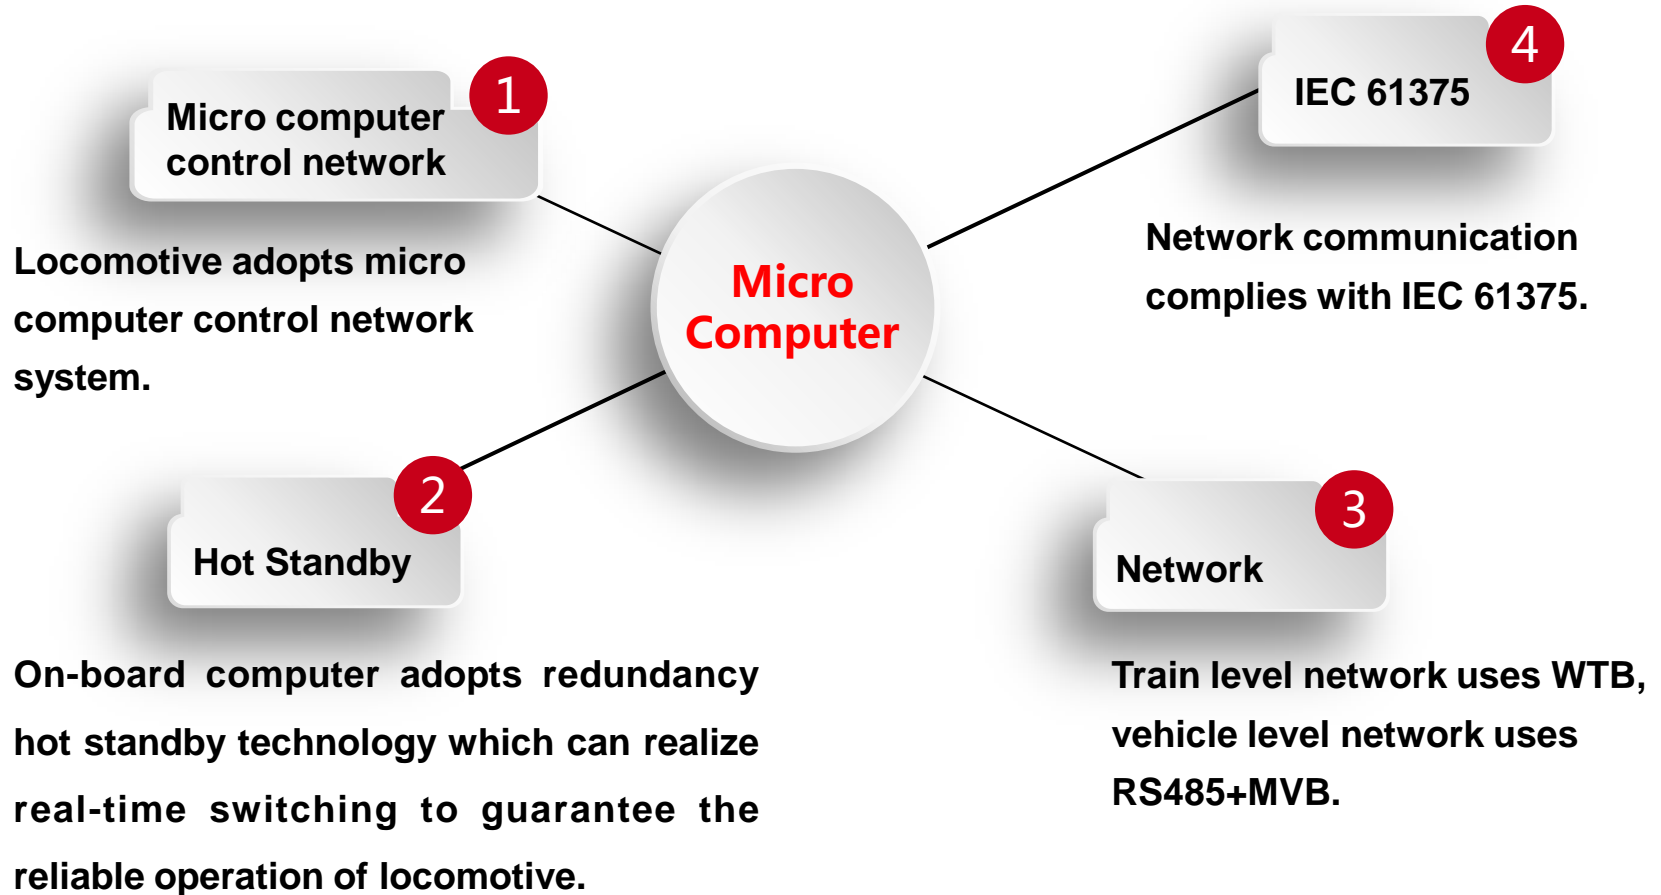 1
Micro computer
control network
Locomotive adopts micro
computer control network
system.
2
Hot Standby
On-board computer adopts redundancy
hot standby technology which can realize
real-time switching to guarantee the
reliable operation of locomotive.
Micro
Computer
4
IEC 61375
Network communication
complies with IEC 61375.
3
Network
Train level network uses WTB,
vehicle level network uses
RS485+MVB.